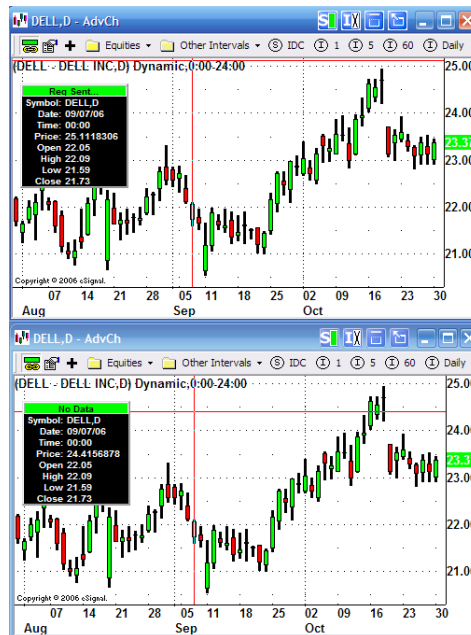 DELL,D - AdvCh
Equities Other Intervals S IDC I 1 I 5 I 60 I Daily
(DELL - DELL INC,D) Dynamic,0:00-24:00
25.00
Req Sent...
Symbol: DELL,D
Date: 09/07/06
Time: 00:00
Price: 25.1118306
Open 22.05
High 22.09
Low 21.59
Close 21.73
24.00
23.37
23.00
22.00
21.00
Copyright © 2006 eSignal.
07 14 21 28 05 11 18 25 02 09 16 23 30
Aug Sep Oct
DELL,D - AdvCh
Equities Other Intervals S IDC I 1 I 5 I 60 I Daily
(DELL - DELL INC,D) Dynamic,0:00-24:00
25.00
No Data
Symbol: DELL,D
Date: 09/07/06
Time: 00:00
Price: 24.4156878
Open 22.05
High 22.09
Low 21.59
Close 21.73
24.00
23.3
23.00
22.00
21.00
Copyright © 2006 eSignal.
07 14 21 28 05 11 18 25 02 09 16 23 30
Aug Sep Oct